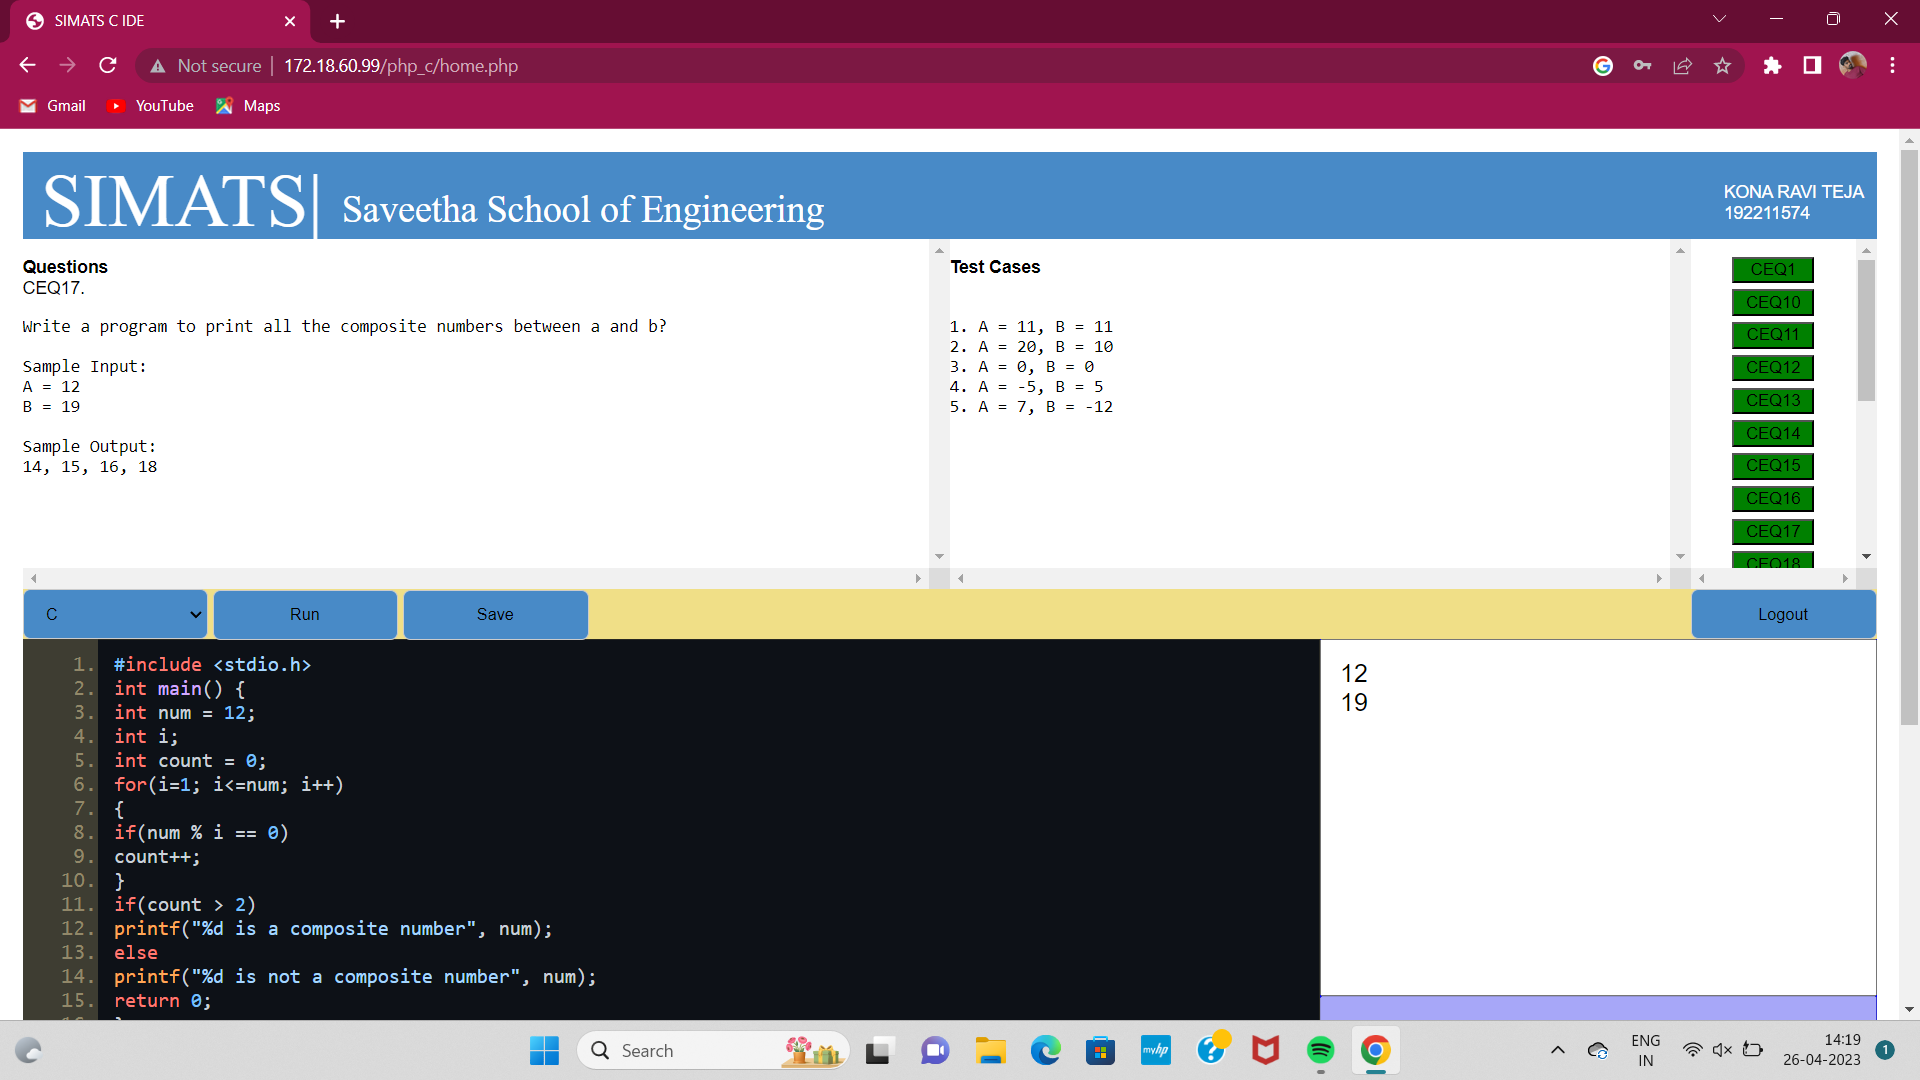 SIMATS C IDE
Not secure
172.18.60.99/php_c/home.php
Gmail
YouTube
Maps
SIMATS| Saveetha School of Engineering
KONA RAVI TEJA
192211574
Questions
CEQ17.
Write a program to print all the composite numbers between a and b?
Sample Input:
A = 12
B = 19
Sample Output:
14, 15, 16, 18
Test Cases
1. A = 11, B = 11
2. A = 20, B = 10
3. A = 0, B = 0
4. A = -5, B = 5
5. A = 7, B = -12
CEQ1
CEQ10
CEQ11
CEQ12
CEQ13
CEQ14
CEQ15
CEQ16
CEQ17
CEQ18
C
Run
Save
Logout
1. #include <stdio.h>
2. int main() {
3. int num = 12;
4. int i;
5. int count = 0;
6. for(i=1; i<=num; i++)
7. {
8. if(num % i == 0)
9. count++;
10. }
11. if(count > 2)
12. printf("%d is a composite number", num);
13. else
14. printf("%d is not a composite number", num);
15. return 0;
12
19
Search
myhp
ENG
IN
14:19
26-04-2023
1